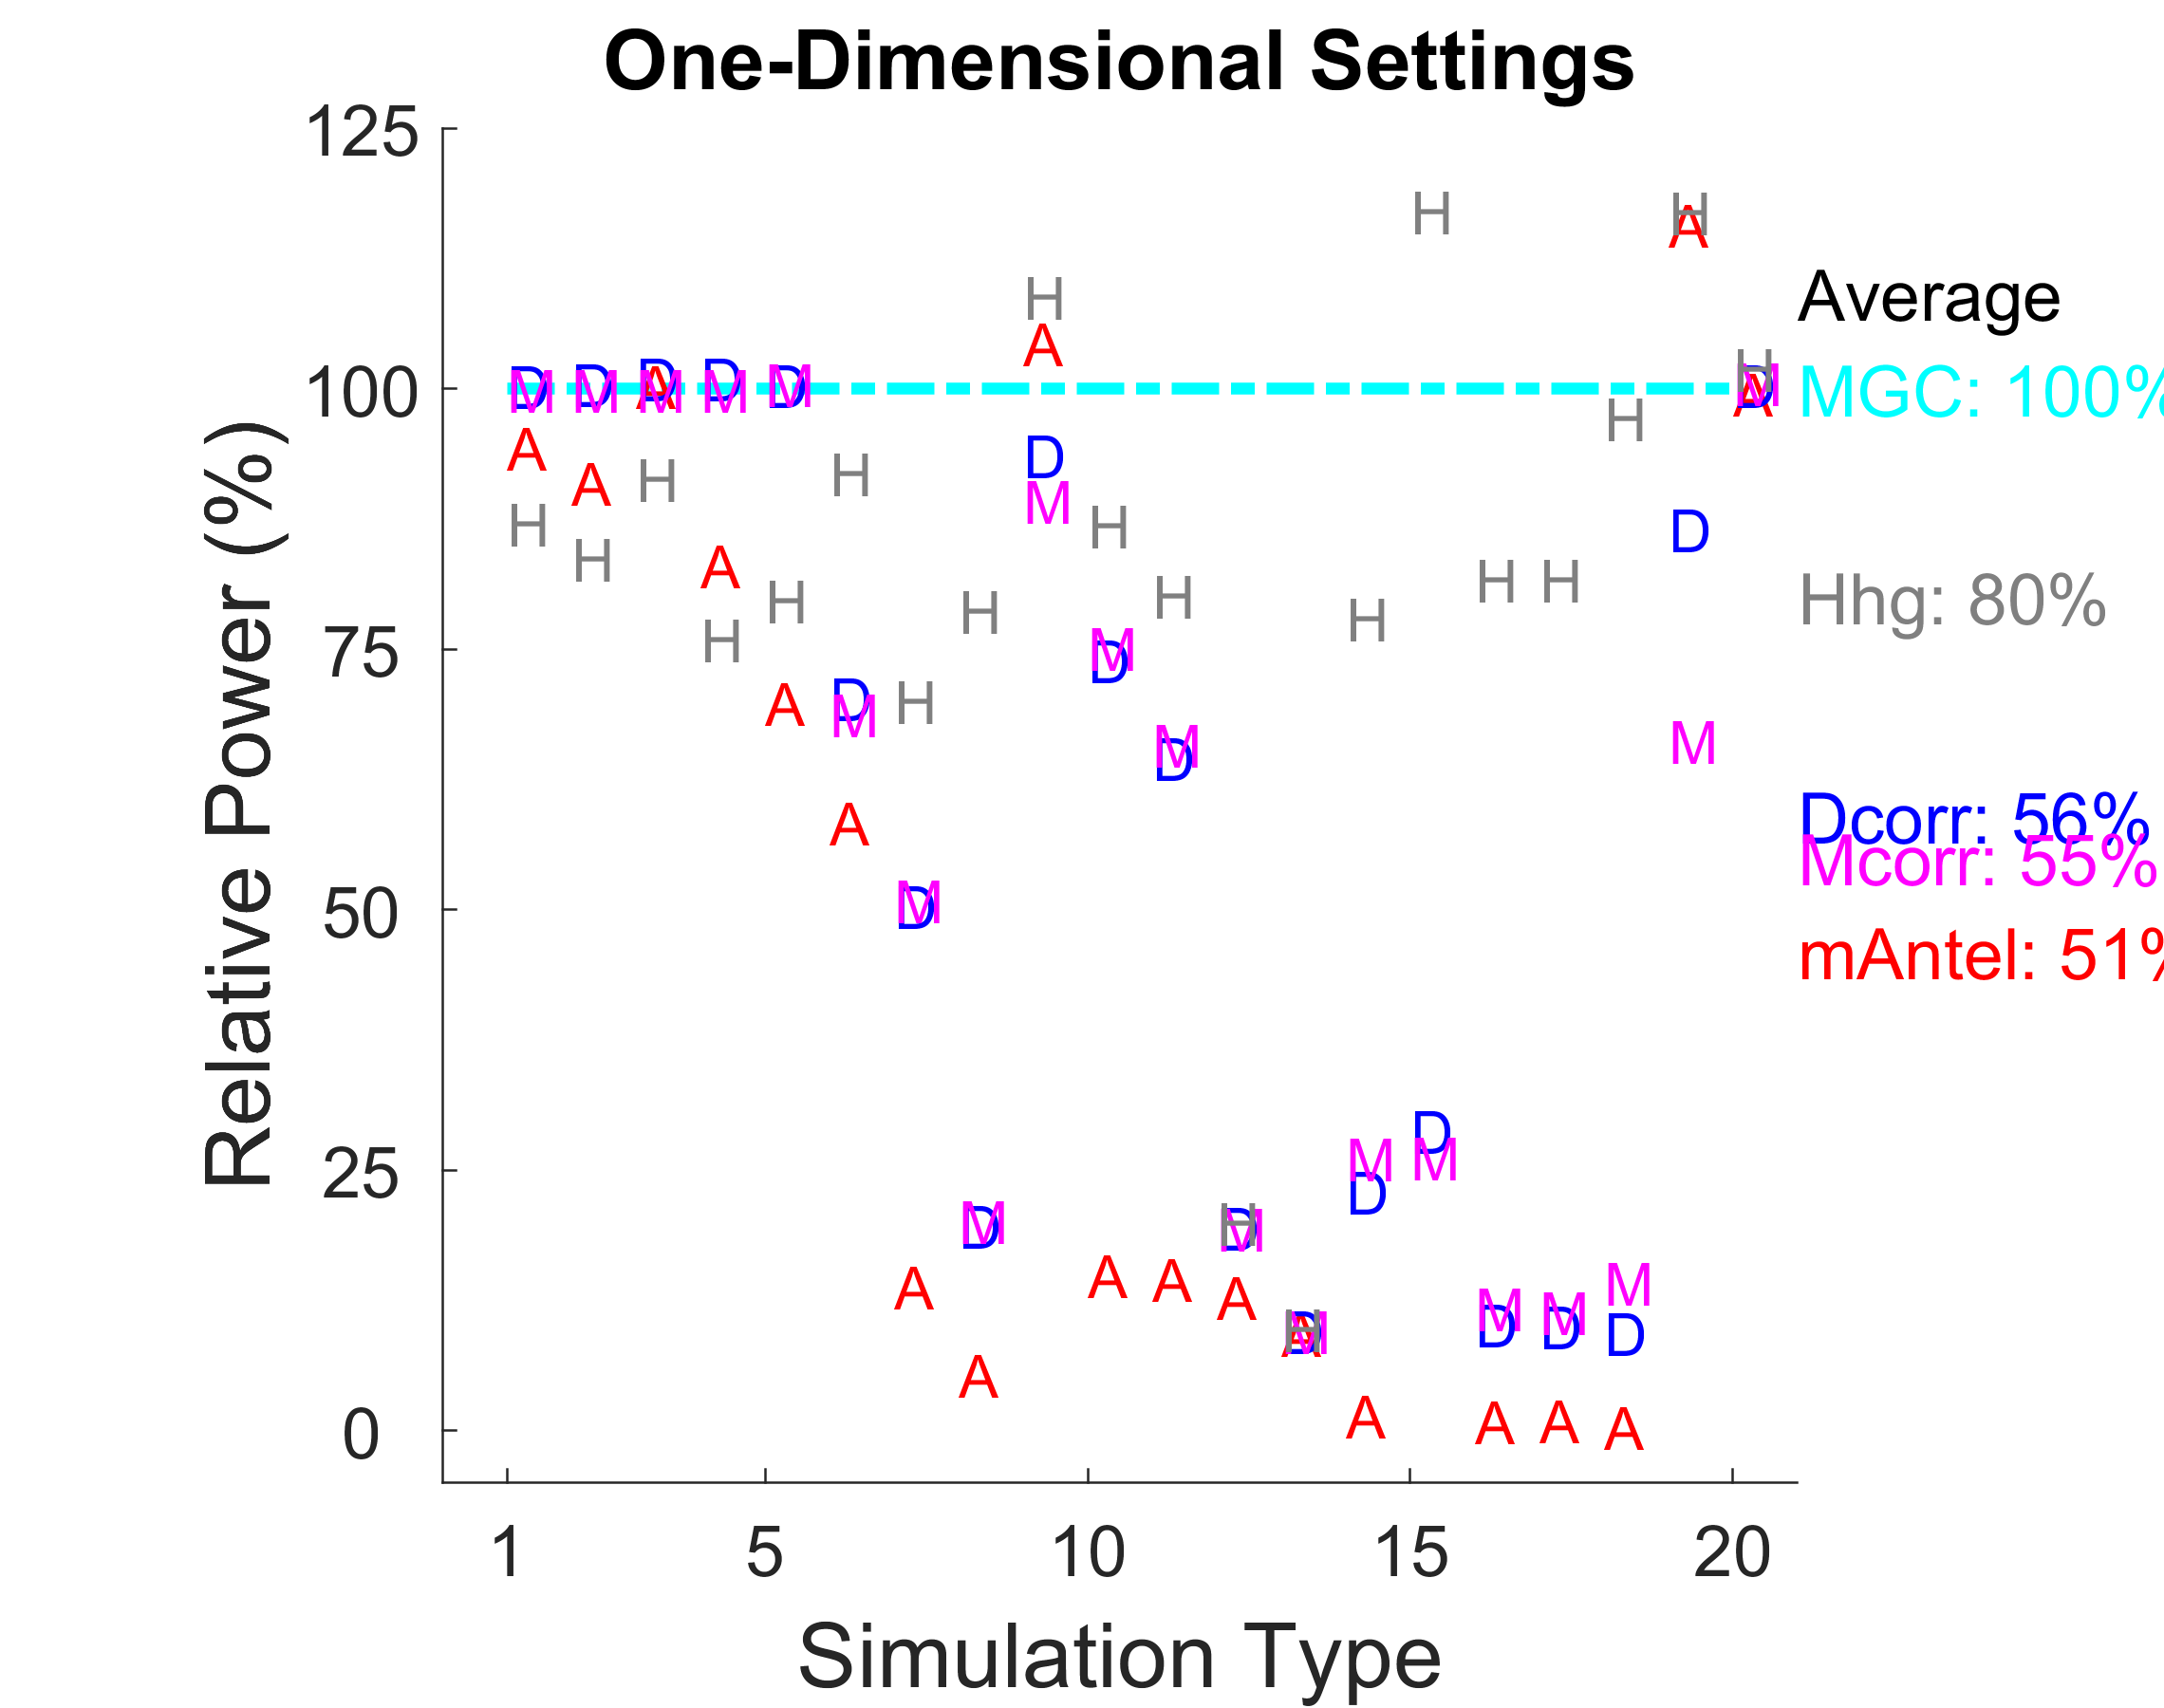 One-Dimensional Settings
125
100
75
50
25
0
Relative Power (%)
1 5 10 15 20
Simulation Type
Average
MGC: 100%
Hhg: 80%
Dcorr: 56%
Mcorr: 55%
mAntel: 51%
H H H H H H H H H H H H H H H H H H H H
A A A A A A A A A A A A A A A A A A A
D D D D D D D D D D D D D D D D D D D D
M M M M M M M M M M M M M M M M M M M M